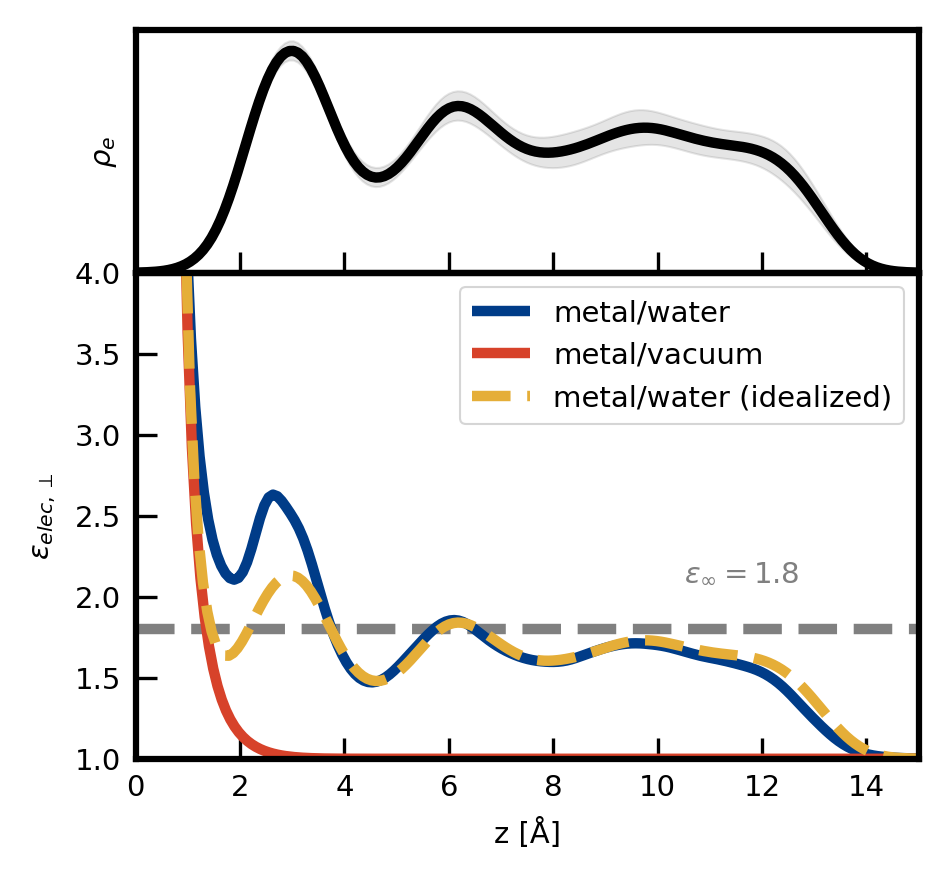 ρe
4.0
3.5
3.0
2.5
2.0
1.5
1.0
εelec, ⊥
metal/water
metal/vacuum
metal/water (idealized)
ε∞ = 1.8
0 2 4 6 8 10 12 14
z [Å]